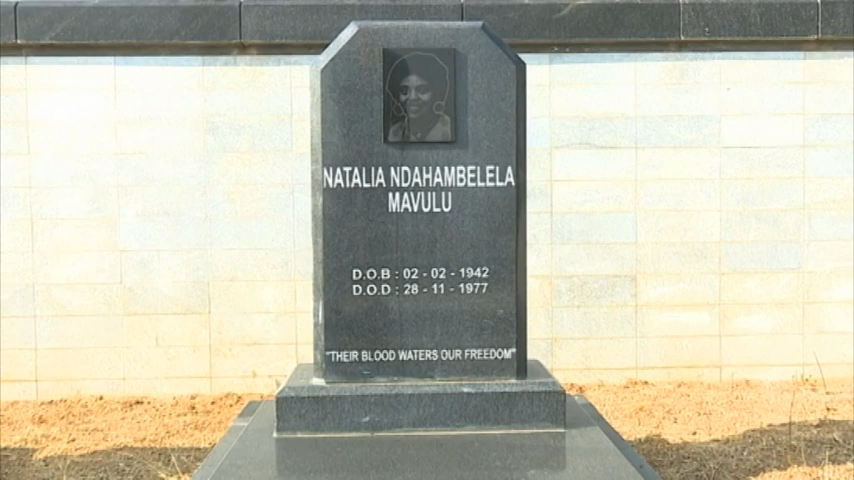 NATALIA NDAHAMBELELA
MAVULU
D.O.B : 02 - 02 - 1942
D.O.D : 28 - 11 - 1977
"THEIR BLOOD WATERS OUR FREEDOM"